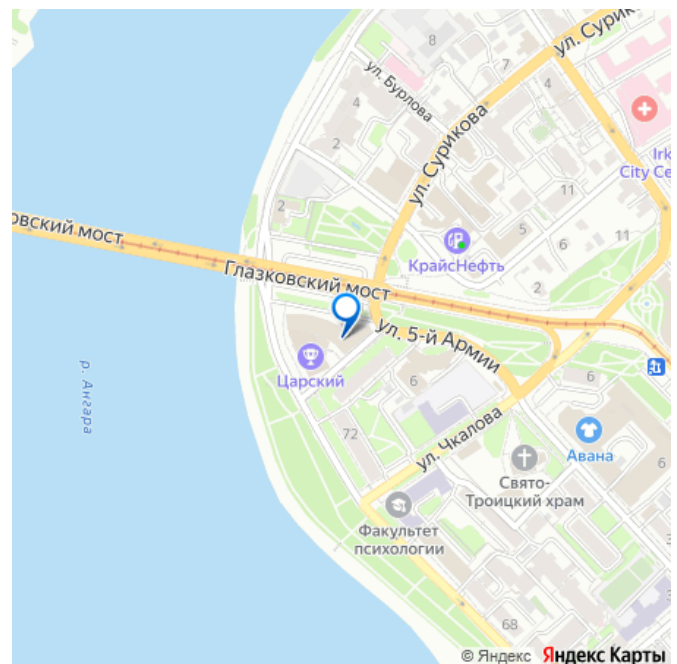 ул. Сурикова
8
ул. Бурлова
4
4
2
ул. Сурикова
Irk
City Ce
11
2
5
6
11
КрайсНефть
2
овский мост
Глазковский мост
ул. 5-й Армии
р. Ангара
Царский
6
6
72
ул. Чкалова
Авана
6
Свято-
Троицкий храм
Факультет
психологии
68
© Яндекс Яндекс Карты